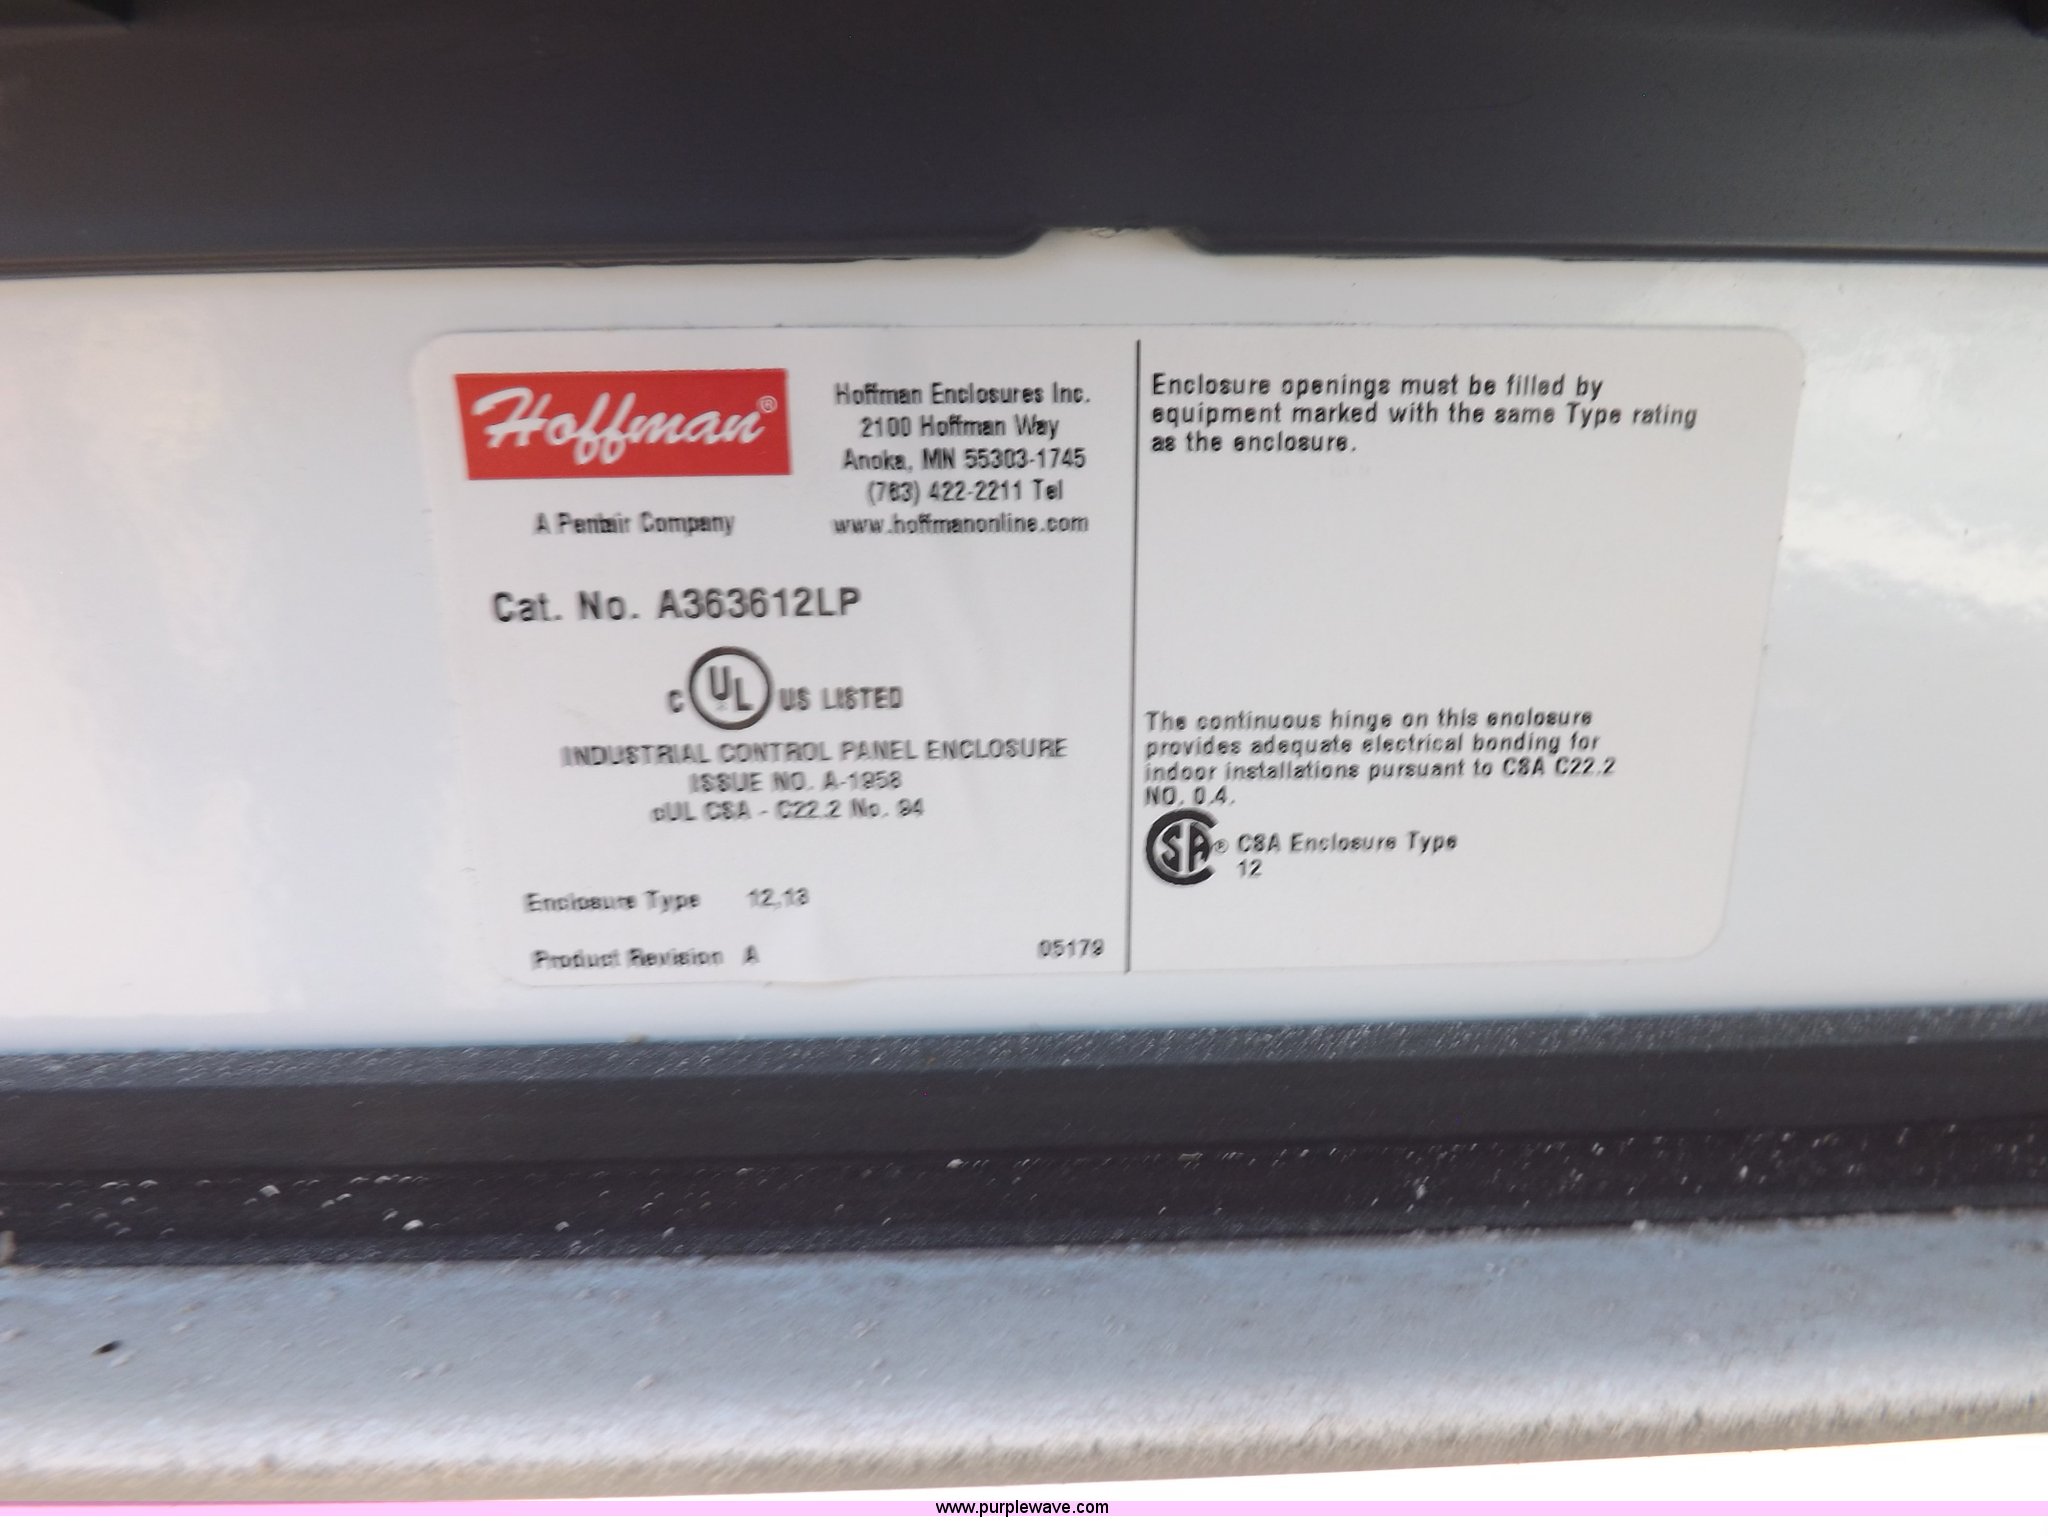 Hoffman®
A Pentair Company
Hoffman Enclosures Inc.
2100 Hoffman Way
Anoka, MN 55303-1745
(763) 422-2211 Tel
www.hoffmanonline.com
Cat. No. A363612LP
C UL US LISTED
INDUSTRIAL CONTROL PANEL ENCLOSURE
ISSUE NO. A-1958
cUL CSA - C22.2 No. 94
Enclosure Type 12,13
Product Revision A
05179
Enclosure openings must be filled by
equipment marked with the same Type rating
as the enclosure.
The continuous hinge on this enclosure
provides adequate electrical bonding for
indoor installations pursuant to CSA C22.2
NO. 0.4.
SA® CSA Enclosure Type
12
www.purplewave.com